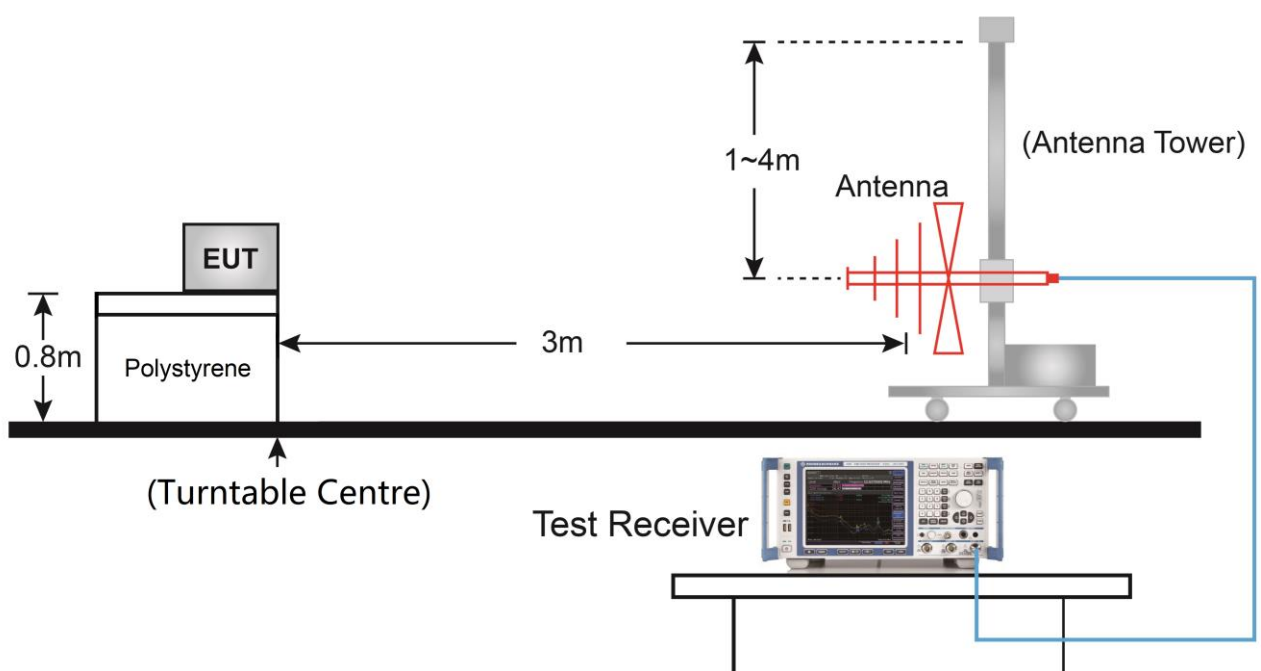 1~4m
(Antenna Tower)
Antenna
EUT
0.8m
Polystyrene
3m
(Turntable Centre)
Test Receiver